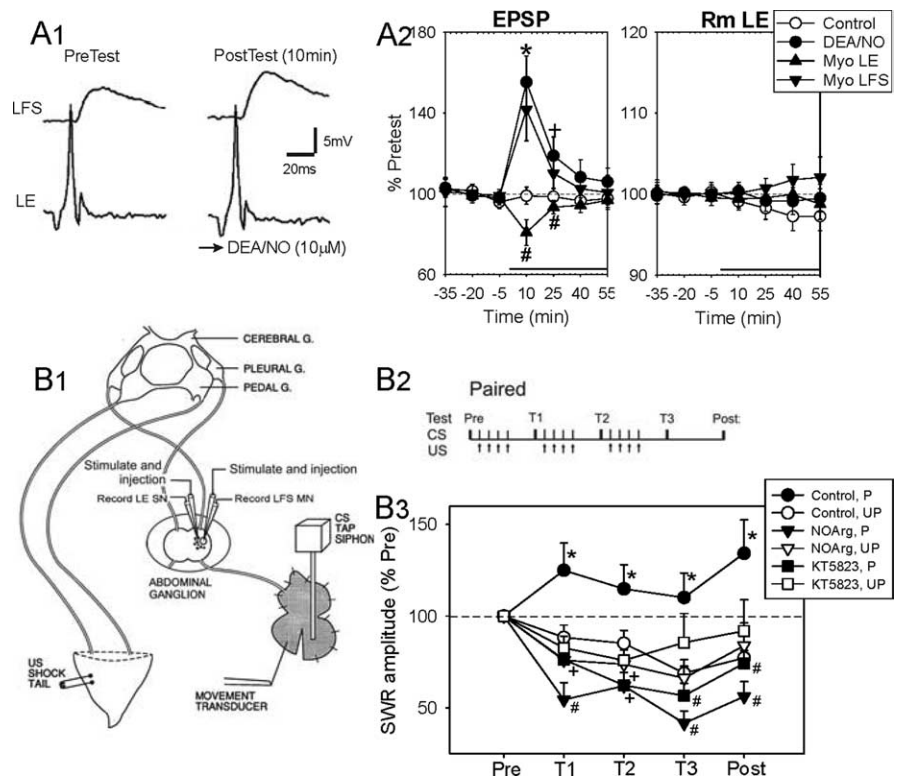 A1
PreTest
PostTest (10min)
LFS
5mV
20ms
LE
DEA/NO (10µM)
A2
EPSP
Rm LE
Control
DEA/NO
Myo LE
Myo LFS
% Pretest
180
140
100
60
*
+
#
#
-35 -20 -5 10 25 40 55
Time (min)
120
110
100
90
-35 -20 -5 10 25 40 55
Time (min)
B1
CEREBRAL G.
PLEURAL G.
PEDAL G.
Stimulate and
injection
Stimulate and injection
Record LE SN
Record LFS MN
CS
TAP
SIPHON
ABDOMINAL
GANGLION
US
SHOCK
TAIL
MOVEMENT
TRANSDUCER
B2
Paired
Test Pre T1 T2 T3 Post
CS
US
B3
Control, P
Control, UP
NOArg, P
NOArg, UP
KT5823, P
KT5823, UP
SWR amplitude (% Pre)
150
100
50
* * * *
+ + +
# # # # #
Pre T1 T2 T3 Post